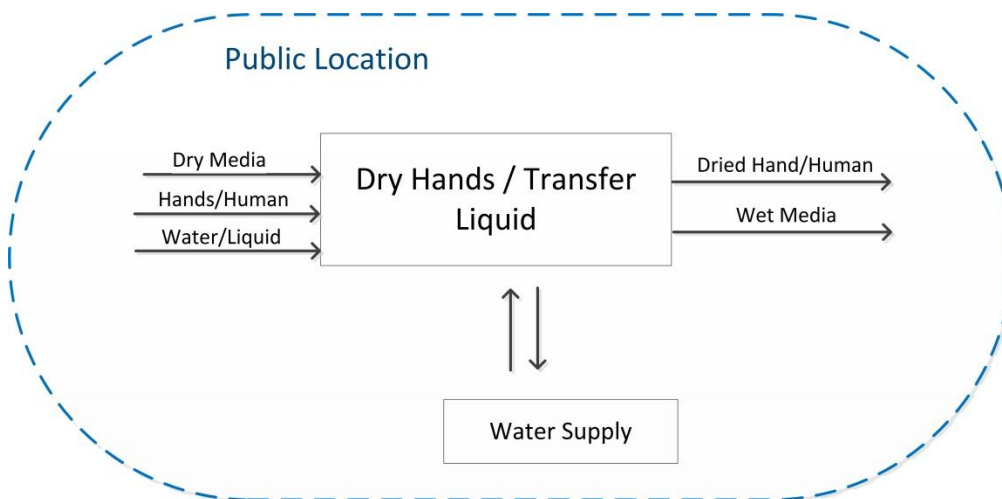 Public Location
Dry Media
Hands/Human
Water/Liquid
Dry Hands / Transfer
Liquid
Dried Hand/Human
Wet Media
Water Supply